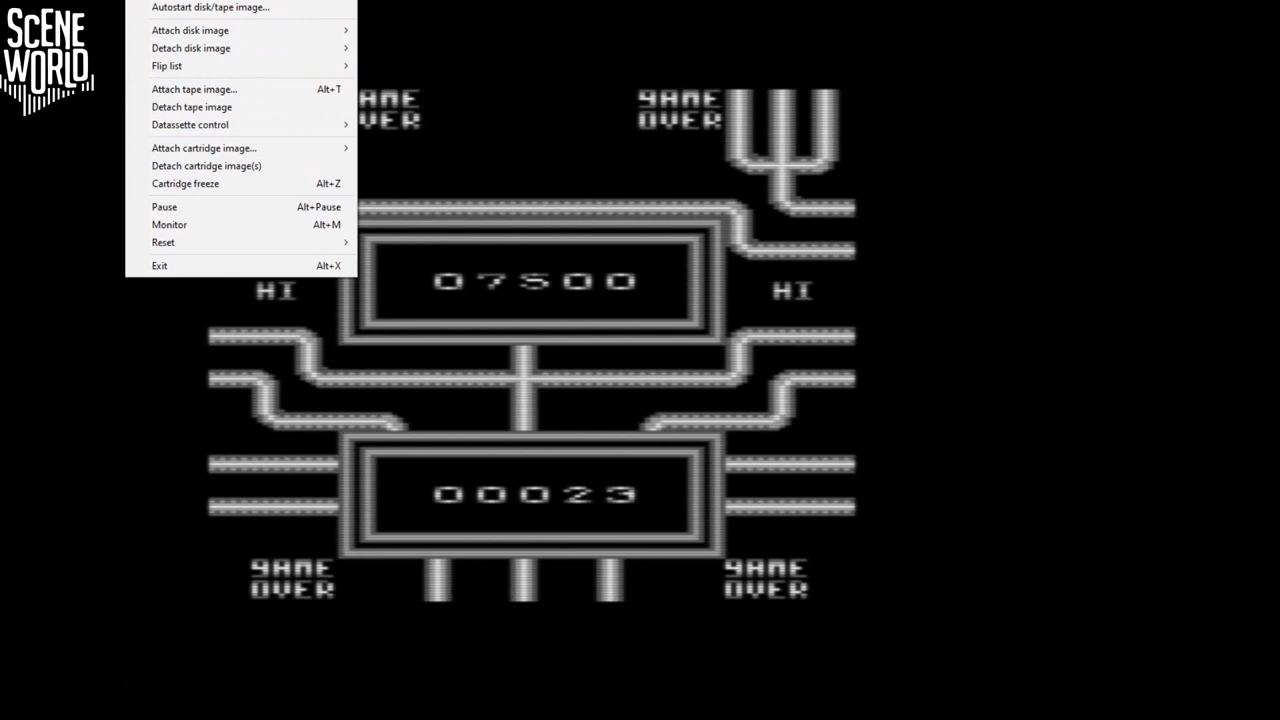 SCENE
WORLD
Autostart disk/tape image...
Attach disk image
Detach disk image
Flip list
Attach tape image... Alt+T
Detach tape image
Datassette control
Attach cartridge image...
Detach cartridge image(s)
Cartridge freeze Alt+Z
Pause Alt+Pause
Monitor Alt+M
Reset
Exit Alt+X
AME
VER
GAME
OVER
07500
HI
HI
00023
GAME
OVER
GAME
OVER